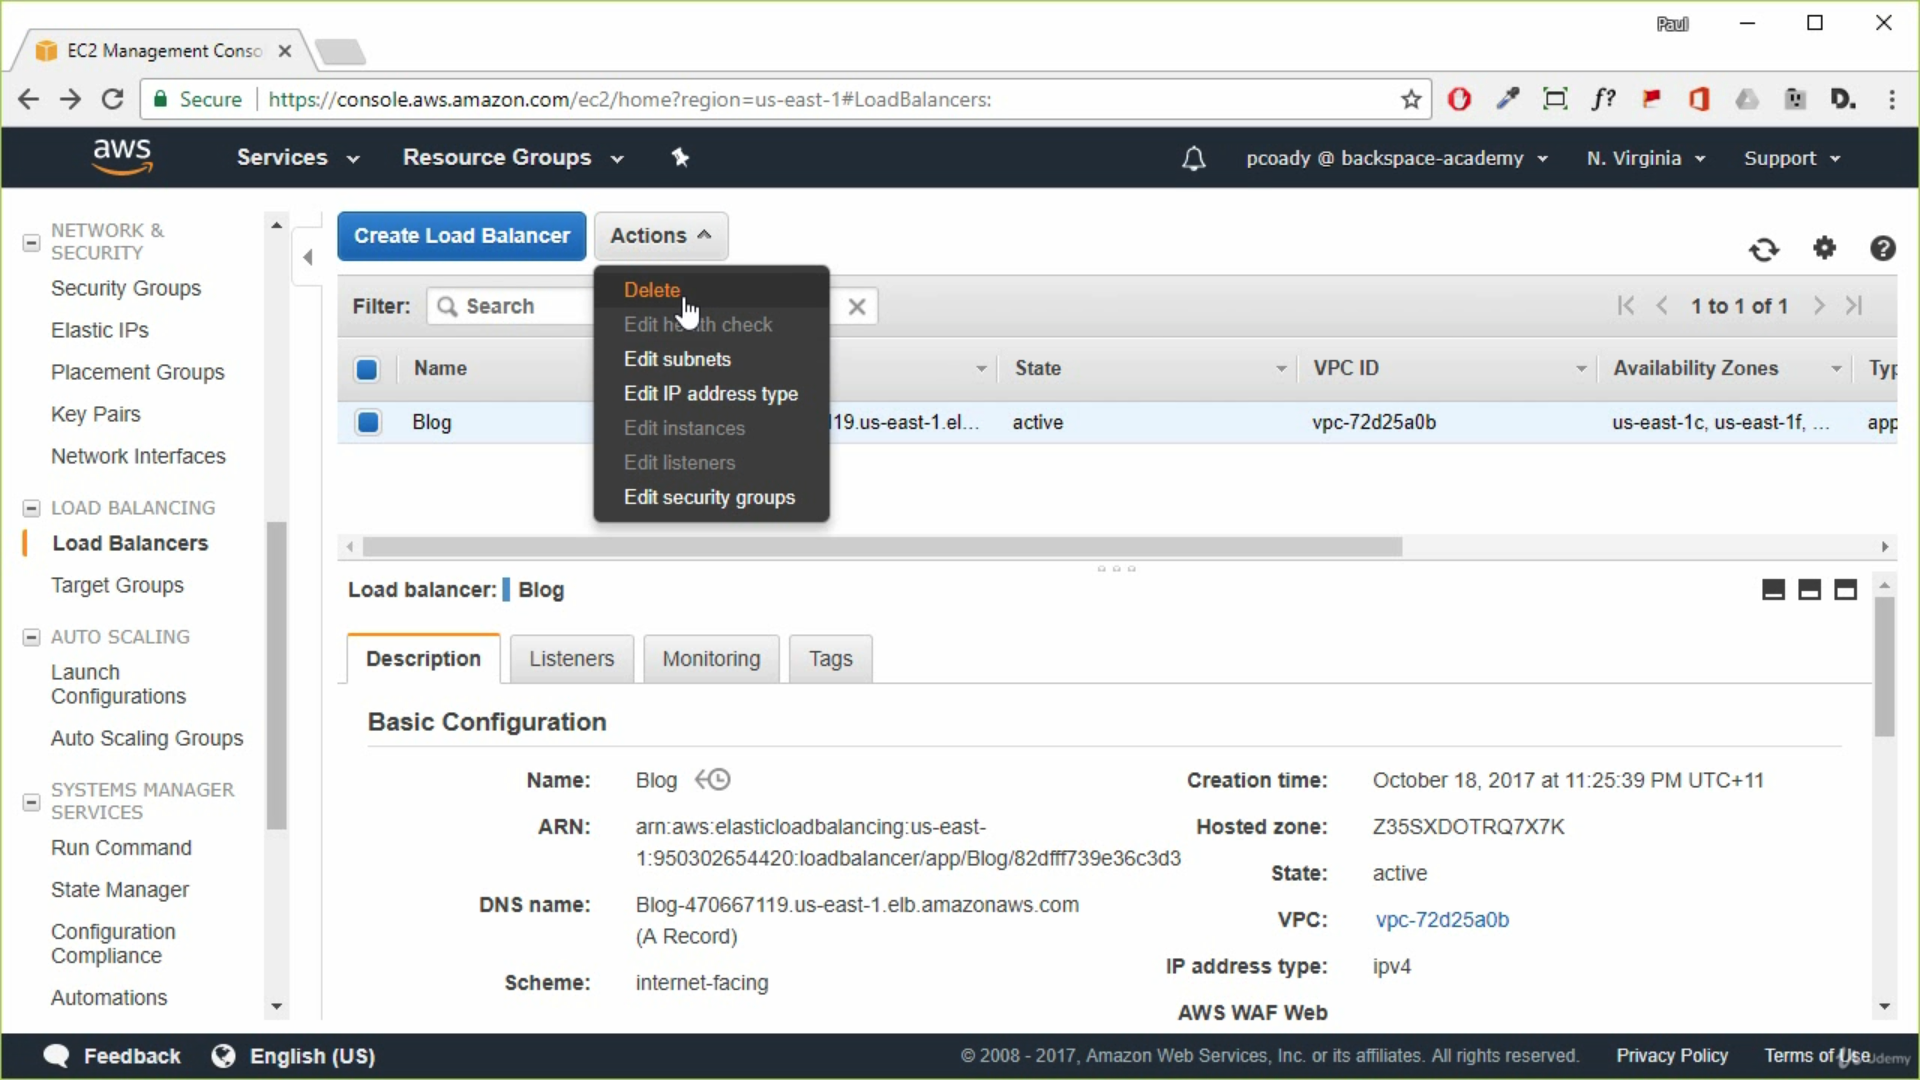 Paul
EC2 Management Conso
Secure
https://console.aws.amazon.com/ec2/home?region=us-east-1#LoadBalancers:
f?
D.
aws
Services
Resource Groups
pcoady @ backspace-academy
N. Virginia
Support
NETWORK &
SECURITY
Security Groups
Elastic IPs
Placement Groups
Key Pairs
Network Interfaces
LOAD BALANCING
Load Balancers
Target Groups
AUTO SCALING
Launch
Configurations
Auto Scaling Groups
SYSTEMS MANAGER
SERVICES
Run Command
State Manager
Configuration
Compliance
Automations
Create Load Balancer
Actions
Delete
Edit health check
Edit subnets
Edit IP address type
Edit instances
Edit listeners
Edit security groups
Filter:
Search
1 to 1 of 1
Name
State
VPC ID
Availability Zones
Typ
Blog
119.us-east-1.el...
active
vpc-72d25a0b
us-east-1c, us-east-1f, ...
app
Load balancer:
Blog
Description
Listeners
Monitoring
Tags
Basic Configuration
Name:
Blog
ARN:
arn:aws:elasticloadbalancing:us-east-
1:950302654420:loadbalancer/app/Blog/82dfff739e36c3d3
DNS name:
Blog-470667119.us-east-1.elb.amazonaws.com
(A Record)
Scheme:
internet-facing
Creation time:
October 18, 2017 at 11:25:39 PM UTC+11
Hosted zone:
Z35SXDOTRQ7X7K
State:
active
VPC:
vpc-72d25a0b
IP address type:
ipv4
AWS WAF Web
Feedback
English (US)
© 2008 - 2017, Amazon Web Services, Inc. or its affiliates. All rights reserved.
Privacy Policy
Terms of Use
Udemy